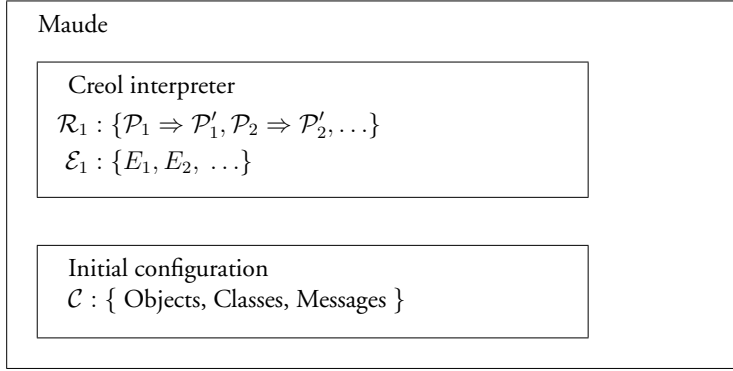 Maude
Creol interpreter
𝓡₁ : {𝓟₁ ⇒ 𝓟′₁, 𝓟₂ ⇒ 𝓟′₂, …}
𝓔₁ : {E₁, E₂, …}
Initial configuration
𝓒 : { Objects, Classes, Messages }